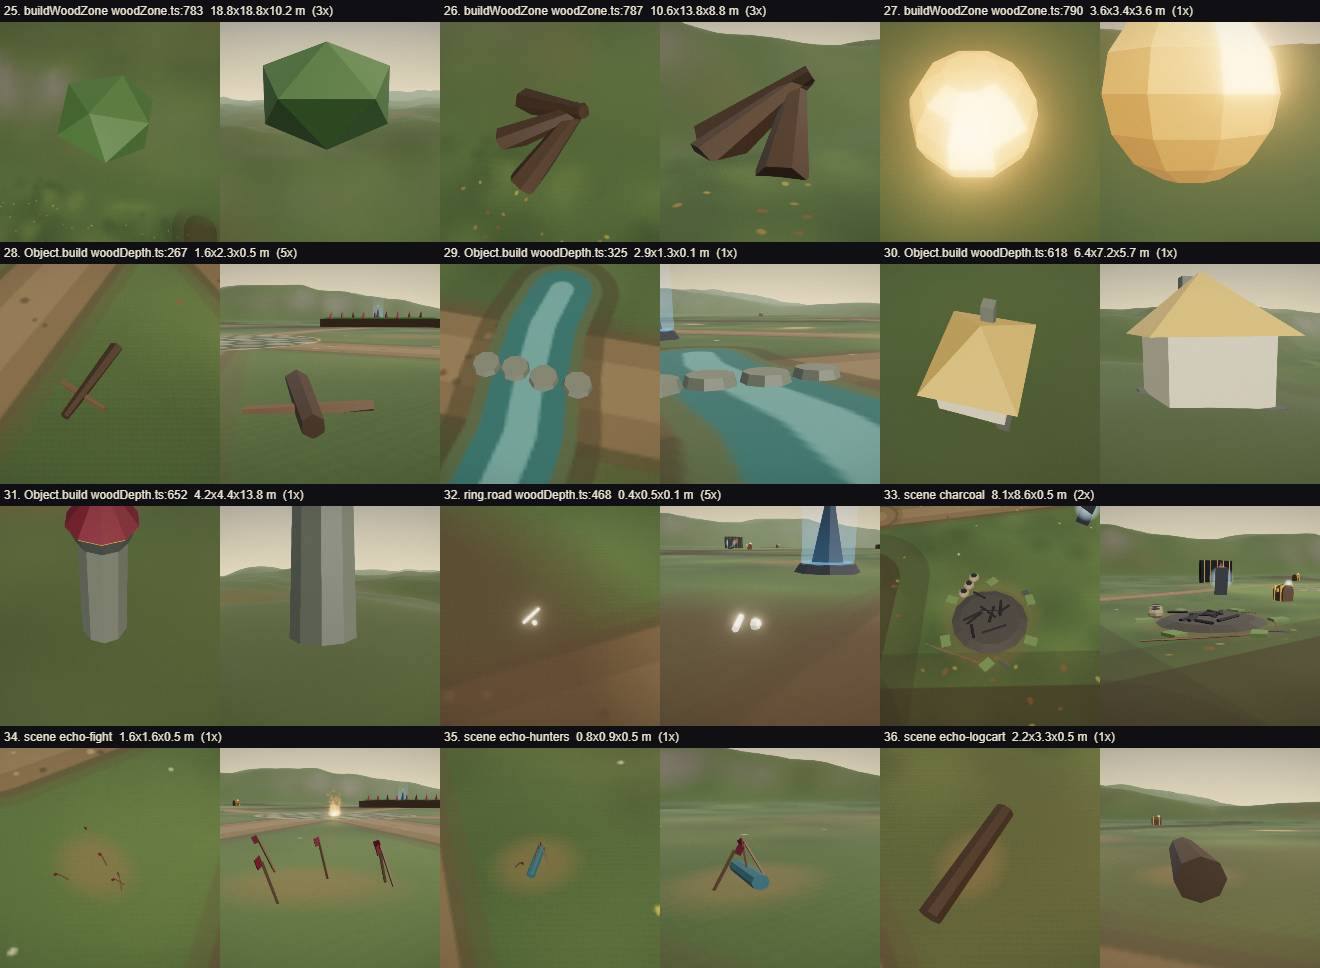 25. buildWoodZone woodZone.ts:783 18.8x18.8x10.2 m (3x)
26. buildWoodZone woodZone.ts:787 10.6x13.8x8.8 m (3x)
27. buildWoodZone woodZone.ts:790 3.6x3.4x3.6 m (1x)
28. Object.build woodDepth.ts:267 1.6x2.3x0.5 m (5x)
29. Object.build woodDepth.ts:325 2.9x1.3x0.1 m (1x)
30. Object.build woodDepth.ts:618 6.4x7.2x5.7 m (1x)
31. Object.build woodDepth.ts:652 4.2x4.4x13.8 m (1x)
32. ring.road woodDepth.ts:468 0.4x0.5x0.1 m (5x)
33. scene charcoal 8.1x8.6x0.5 m (2x)
34. scene echo-fight 1.6x1.6x0.5 m (1x)
35. scene echo-hunters 0.8x0.9x0.5 m (1x)
36. scene echo-logcart 2.2x3.3x0.5 m (1x)